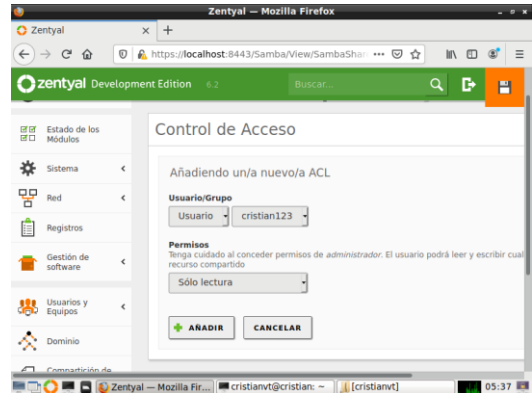 Zentyal — Mozilla Firefox
Zentyal
https://localhost:8443/Samba/View/SambaShar
zentyal Development Edition 6.2
Buscar...
Estado de los
Módulos
Sistema
Red
Registros
Gestión de
software
Usuarios y
Equipos
Dominio
Control de Acceso
Añadiendo un/a nuevo/a ACL
Usuario/Grupo
Usuario
cristian123
Permisos
Tenga cuidado al conceder permisos de administrador. El usuario podrá leer y escribir cual
recurso compartido
Sólo lectura
AÑADIR
CANCELAR
Zentyal — Mozilla Fir...
cristianvt@cristian: ~
[cristianvt]
05:37